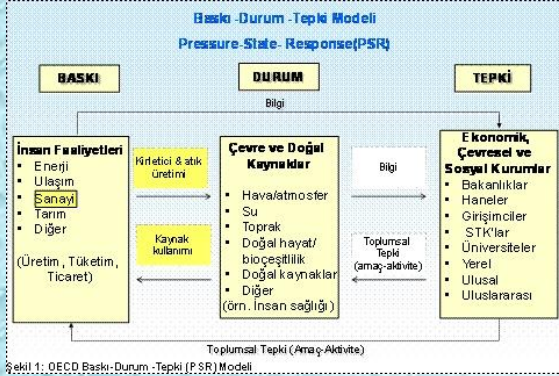 Baskı-Durum -Tepki Modeli
Pressure-State- Response(PSR)
BASKI
DURUM
TEPKİ
Bilgi
İnsan Faaliyetleri
▪ Enerji
▪ Ulaşım
▪ Sanayi
▪ Tarım
▪ Diğer
(Üretim, Tüketim,
Ticaret)
Kirletici & atık
üretimi
Kaynak
kullanımı
Çevre ve Doğal
Kaynaklar
▪ Hava/atmosfer
▪ Su
▪ Toprak
▪ Doğal hayat/
bioçeşitlilik
▪ Doğal kaynaklar
▪ Diğer
(örn. İnsan sağlığı)
Bilgi
Toplumsal
Tepki
(amaç-aktivite)
Ekonomik,
Çevresel ve
Sosyal Kurumlar
▪ Bakanlıklar
▪ Haneler
▪ Girişimciler
▪ STK'lar
▪ Üniversiteler
▪ Yerel
▪ Ulusal
▪ Uluslararası
Toplumsal Tepki (Amaç-Aktivite)
Şekil 1: OECD Baskı-Durum -Tepki (PSR) Modeli